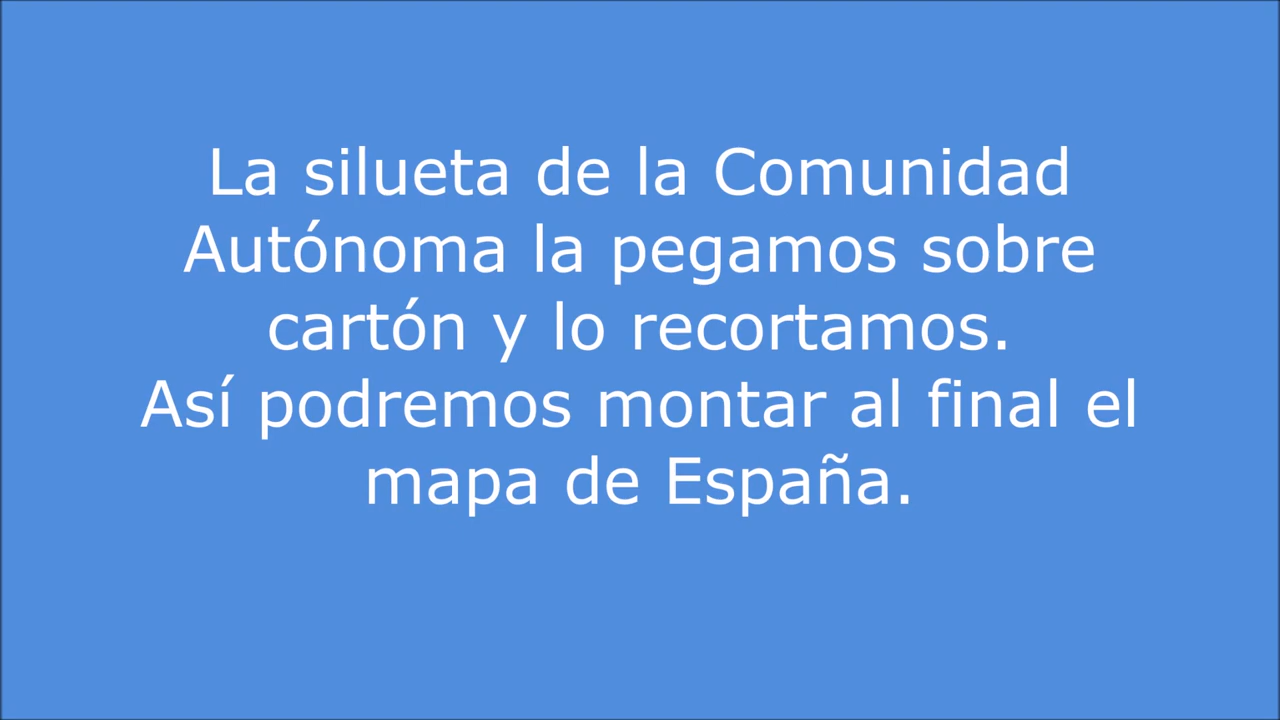 La silueta de la Comunidad
Autónoma la pegamos sobre
cartón y lo recortamos.
Así podremos montar al final el
mapa de España.